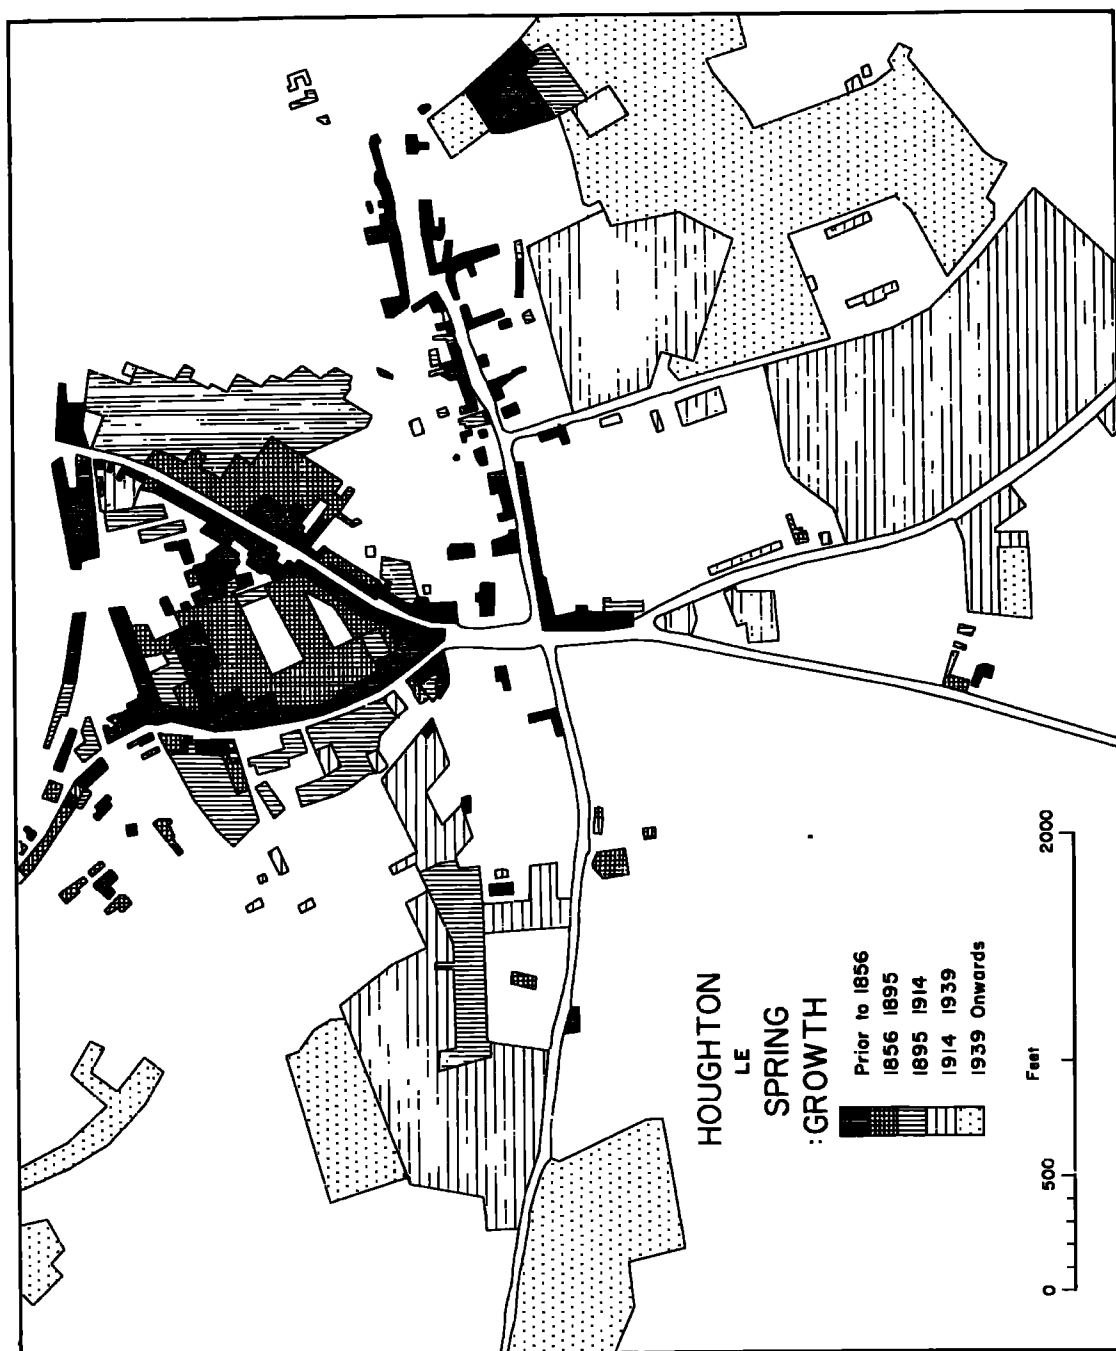 HOUGHTON
LE
SPRING
:GROWTH
Prior to 1856
1856 1895
1895 1914
1914 1939
1939 Onwards
Feet
0 500 2000